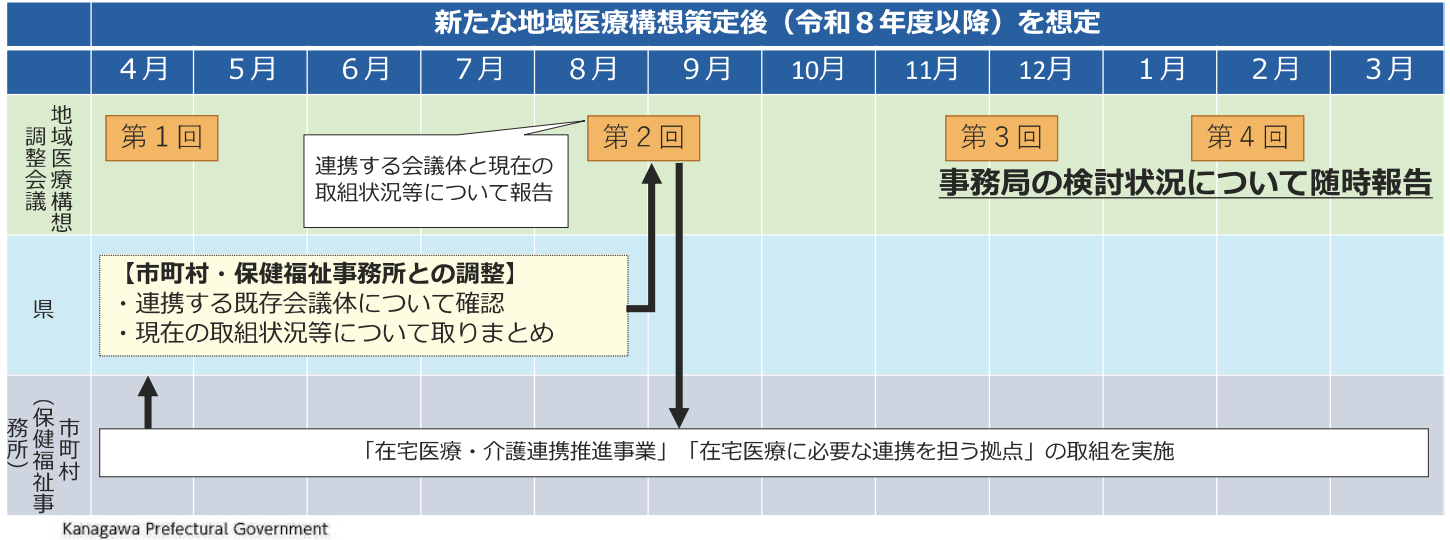 新たな地域医療構想策定後（令和８年度以降）を想定
４月 ５月 ６月 ７月 ８月 ９月 10月 11月 12月 １月 ２月 ３月
地域医療構想
調整会議
第１回
第２回
第３回
第４回
連携する会議体と現在の
取組状況等について報告
事務局の検討状況について随時報告
県
【市町村・保健福祉事務所との調整】
・連携する既存会議体について確認
・現在の取組状況等について取りまとめ
市町村
（保健福祉事
務所）
「在宅医療・介護連携推進事業」「在宅医療に必要な連携を担う拠点」の取組を実施
Kanagawa Prefectural Government